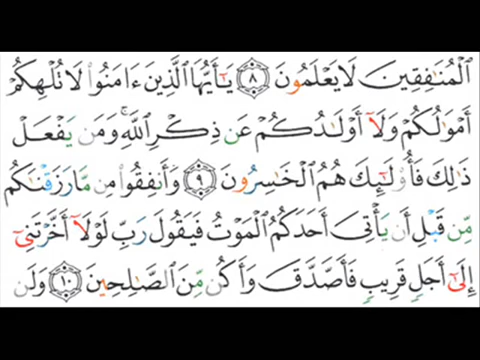 ٱلْمُنَٰفِقِينَ لَا يَعْلَمُونَ ٨ يَٰٓأَيُّهَا ٱلَّذِينَ ءَامَنُوا۟ لَا تُلْهِكُمْ
أَمْوَٰلُكُمْ وَلَآ أَوْلَٰدُكُمْ عَن ذِكْرِ ٱللَّهِ ۚ وَمَن يَفْعَلْ
ذَٰلِكَ فَأُو۟لَٰٓئِكَ هُمُ ٱلْخَٰسِرُونَ ٩ وَأَنفِقُوا۟ مِن مَّا رَزَقْنَٰكُم
مِّن قَبْلِ أَن يَأْتِىَ أَحَدَكُمُ ٱلْمَوْتُ فَيَقُولَ رَبِّ لَوْلَآ أَخَّرْتَنِىٓ
إِلَىٰٓ أَجَلٍ قَرِيبٍ فَأَصَّدَّقَ وَأَكُن مِّنَ ٱلصَّٰلِحِينَ ١٠ وَلَن